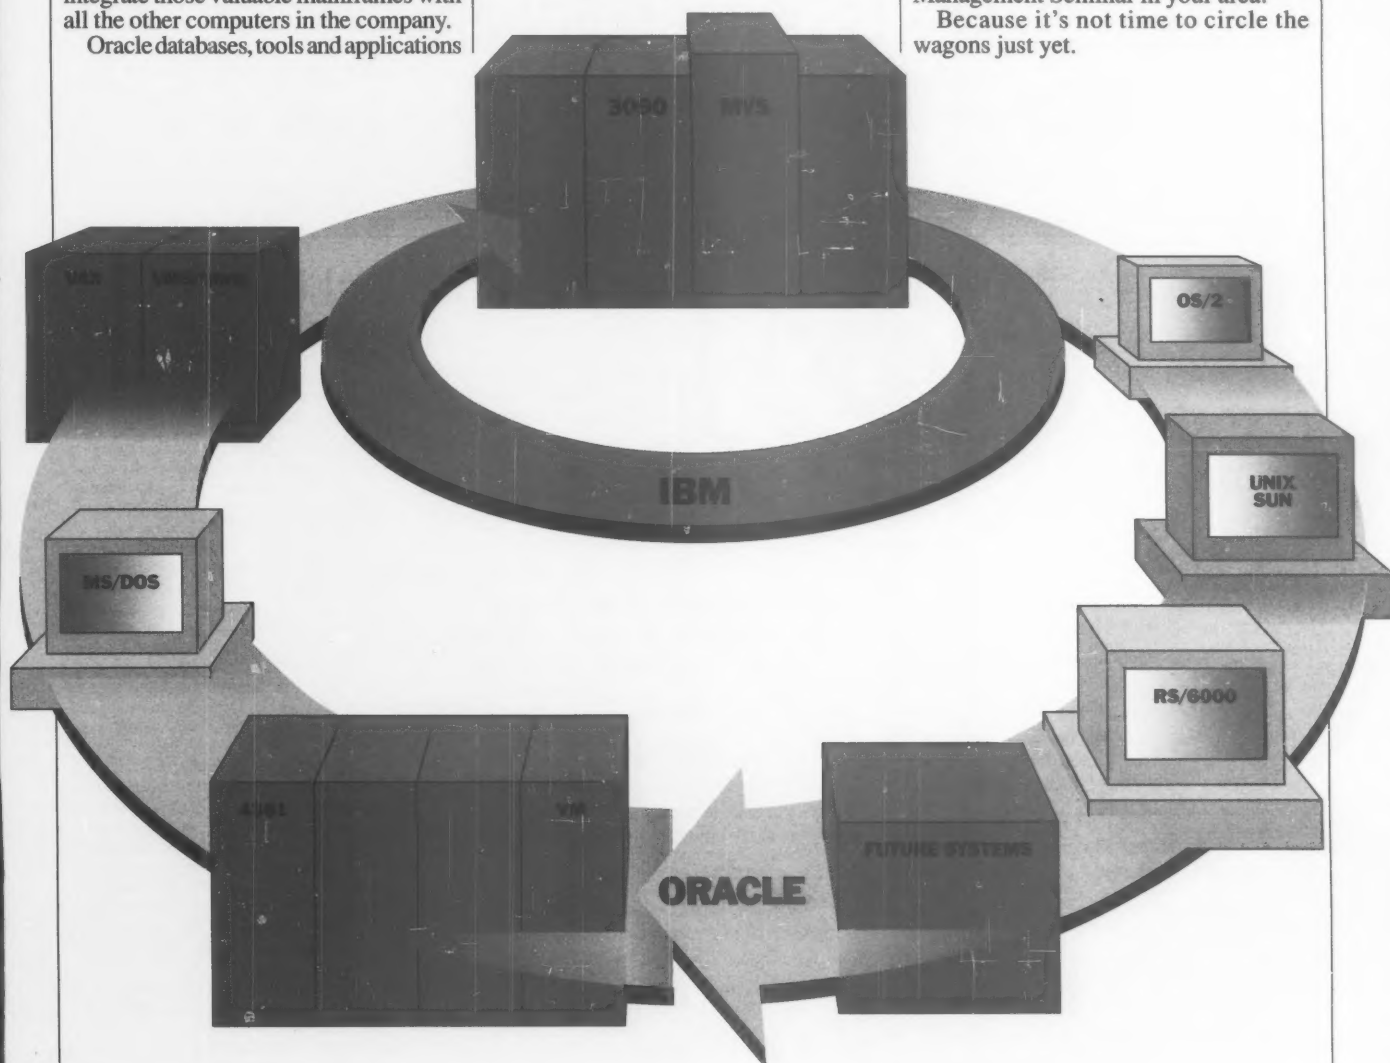 integrate those valuable mainframes with
all the other computers in the company.
Oracle databases, tools and applications
Management Seminar in your area.
Because it's not time to circle the
wagons just yet.
3090
MVS
VAX
OS/2
IBM
UNIX
SUN
MS/DOS
RS/6000
4381
VM
FUTURE SYSTEMS
ORACLE